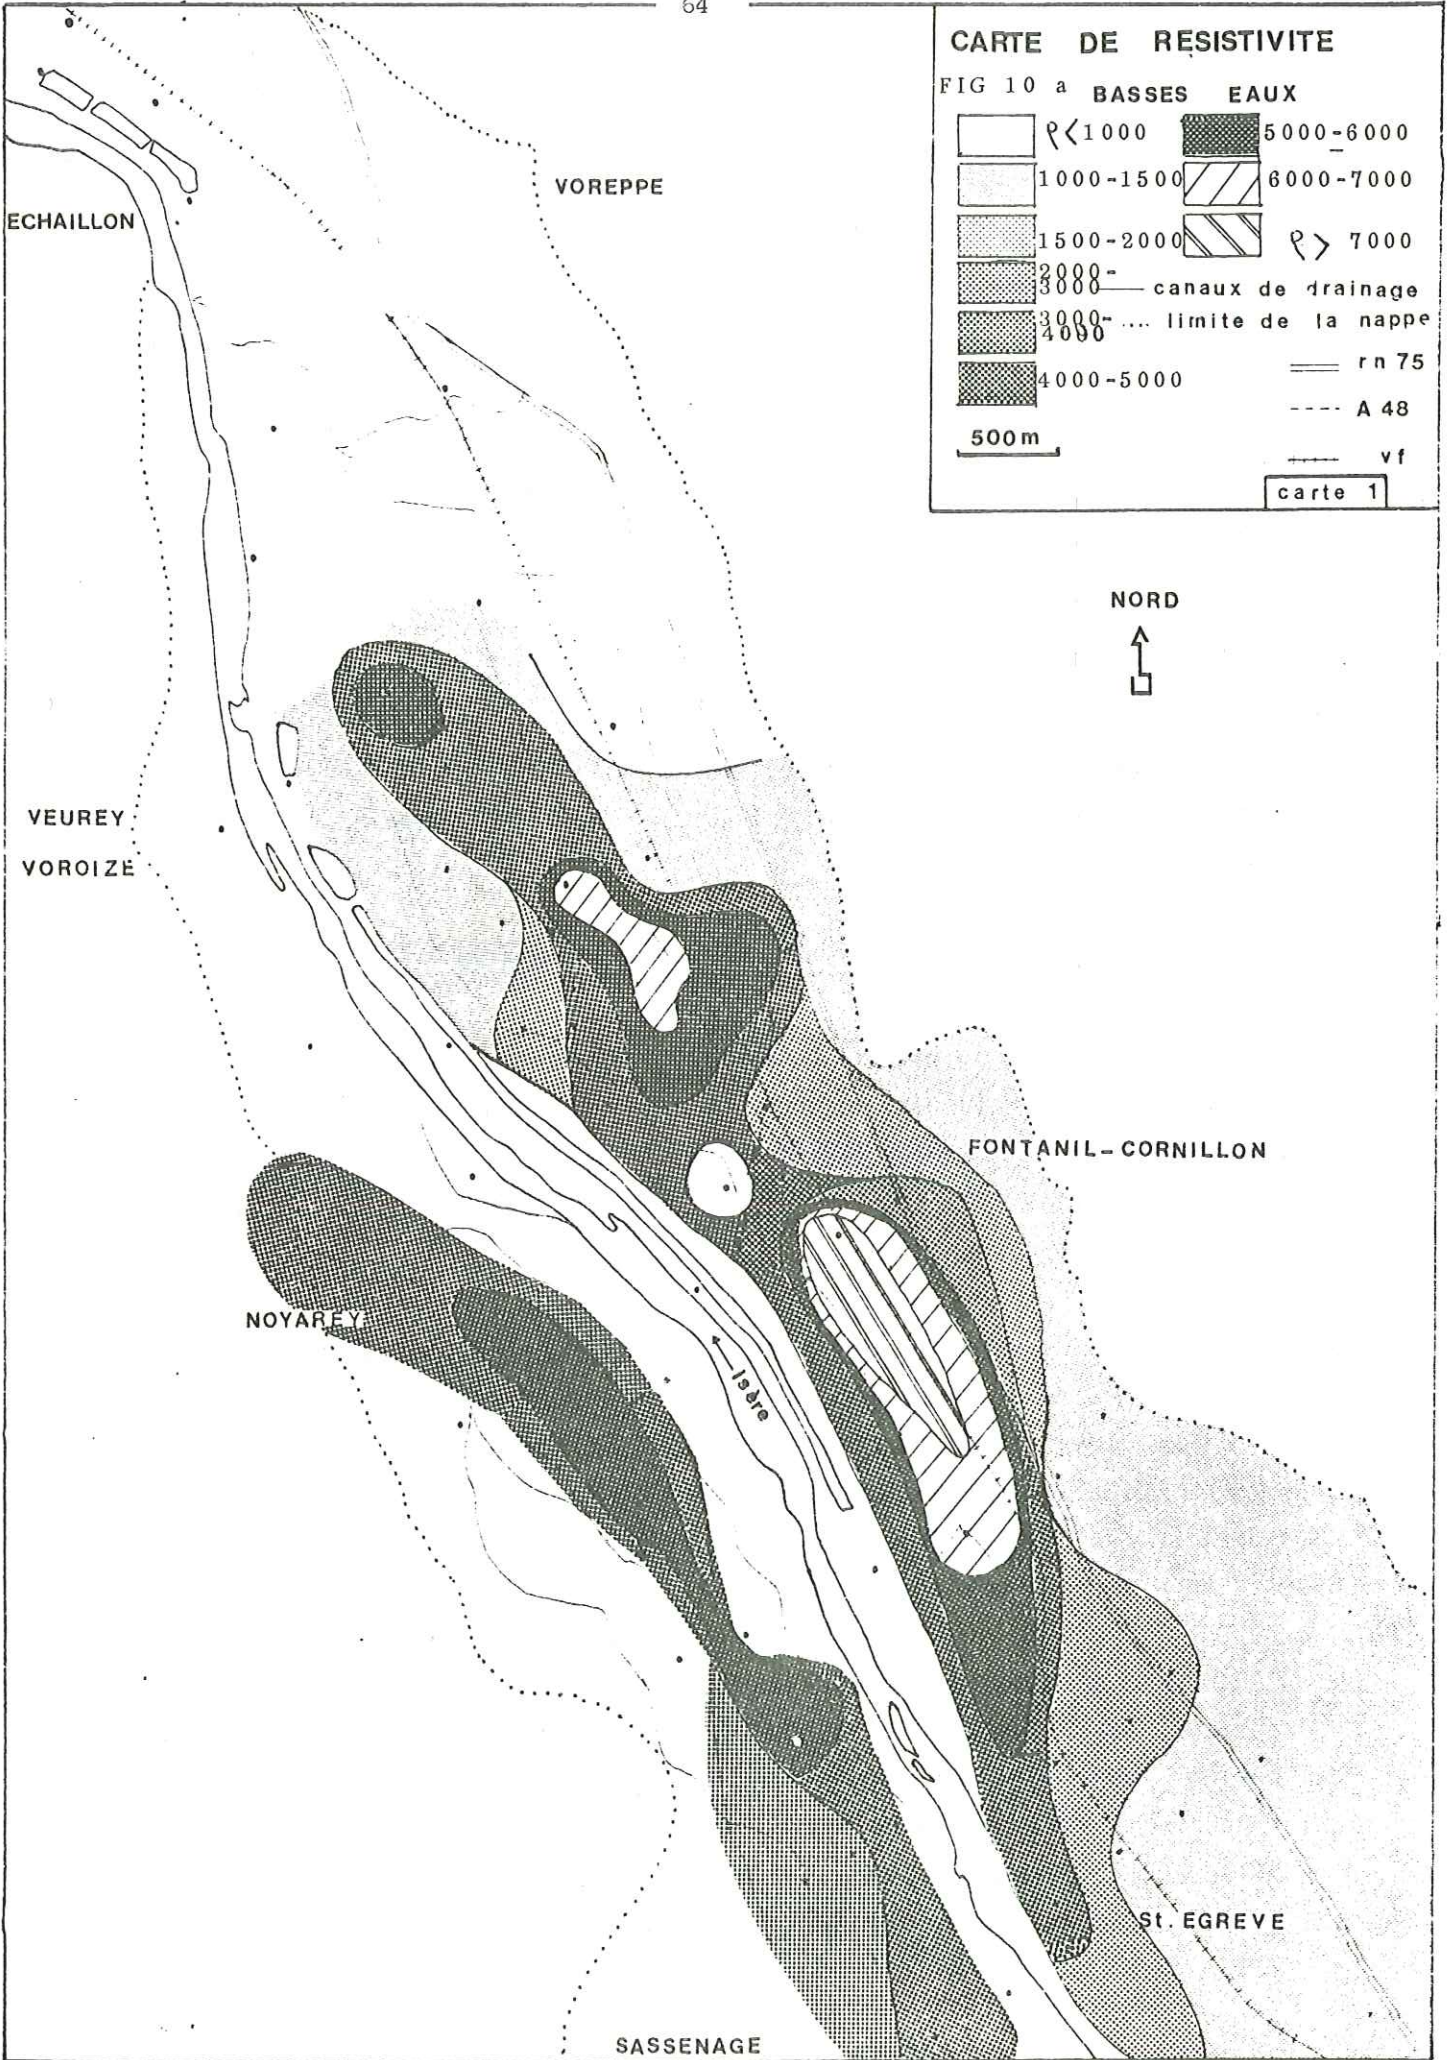 64
CARTE DE RESISTIVITE
FIG 10 a BASSES EAUX
ρ<1000
5000-6000
1000-1500
6000-7000
1500-2000
ρ> 7000
2000-
3000
canaux de drainage
3000-
4000
limite de la nappe
4000-5000
rn 75
A 48
500m
vf
carte 1
VOREPPE
ECHAILLON
NORD
VEUREY
VOROIZE
FONTANIL-CORNILLON
NOYAREY
Isère
St. EGREVE
SASSENAGE